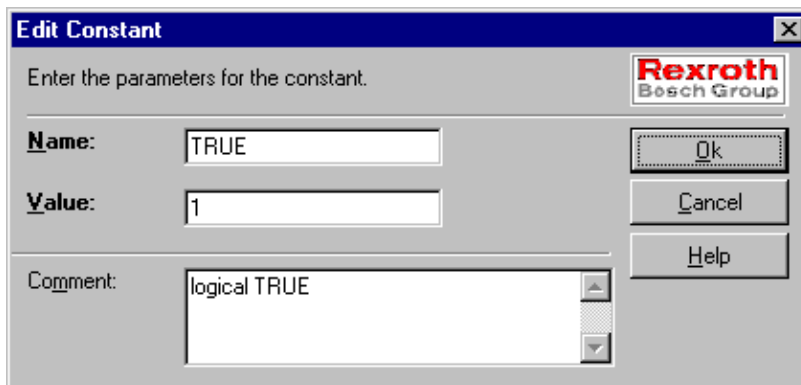 Edit Constant
Enter the parameters for the constant.
Rexroth
Bosch Group
Name:
TRUE
Ok
Value:
1
Cancel
Help
Comment:
logical TRUE